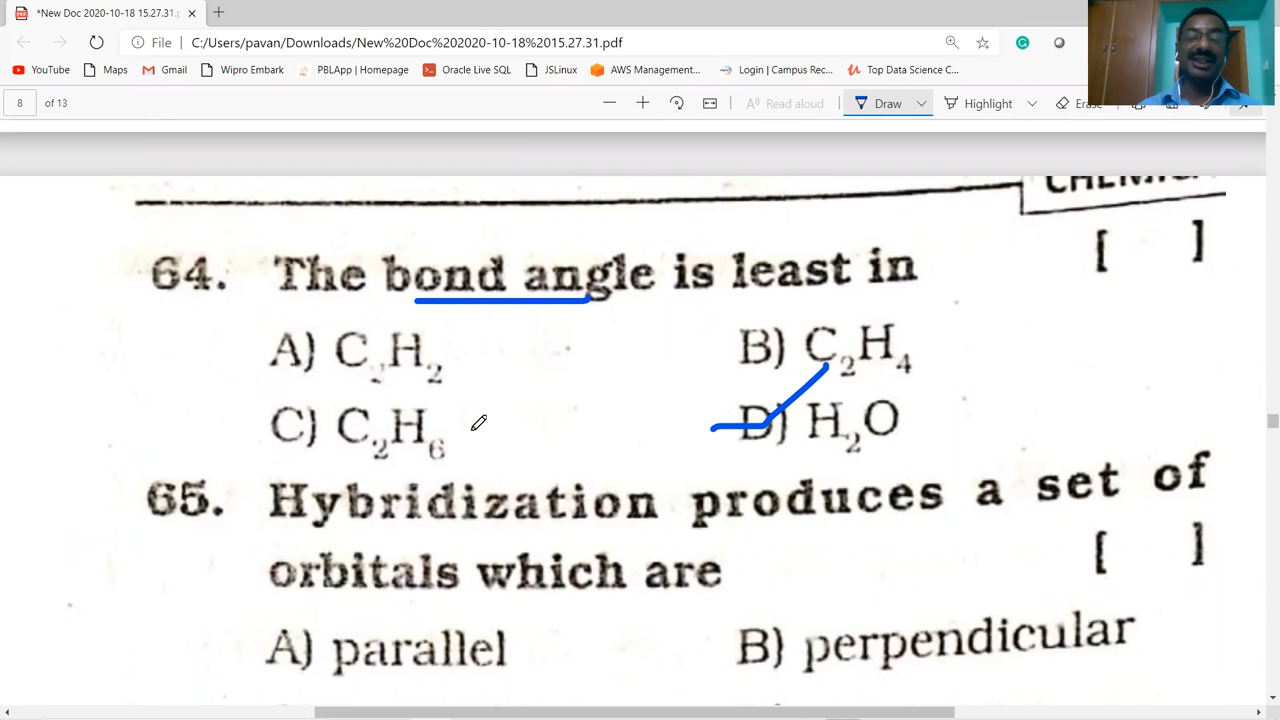 *New Doc 2020-10-18 15.27.31.p
File C:/Users/pavan/Downloads/New%20Doc%202020-10-18%2015.27.31.pdf
YouTube Maps Gmail Wipro Embark PBLApp | Homepage Oracle Live SQL JSLinux AWS Management... Login | Campus Rec... Top Data Science C...
8 of 13 Read aloud Draw Highlight Erase
64. The bond angle is least in [ ]
A) C₂H₂ B) C₂H₄
C) C₂H₆ D) H₂O
65. Hybridization produces a set of
orbitals which are [ ]
A) parallel B) perpendicular